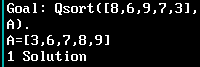 Goal: Qsort([8,6,9,7,3],
A).
A=[3,6,7,8,9]
1 Solution